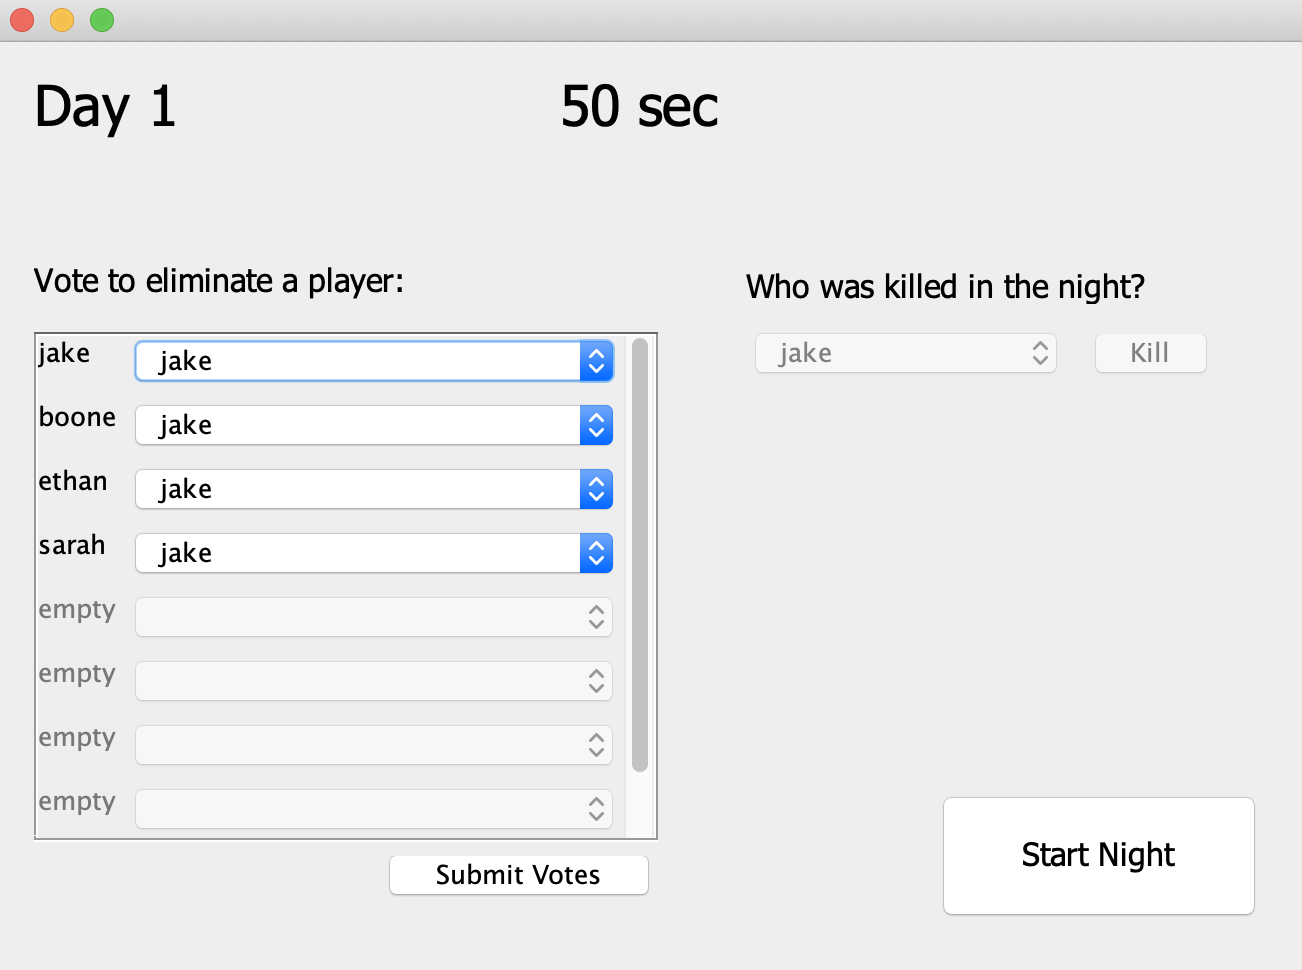 Day 1
50 sec
Vote to eliminate a player:
Who was killed in the night?
jake jake
boone jake
ethan jake
sarah jake
empty
empty
empty
empty
jake Kill
Submit Votes
Start Night